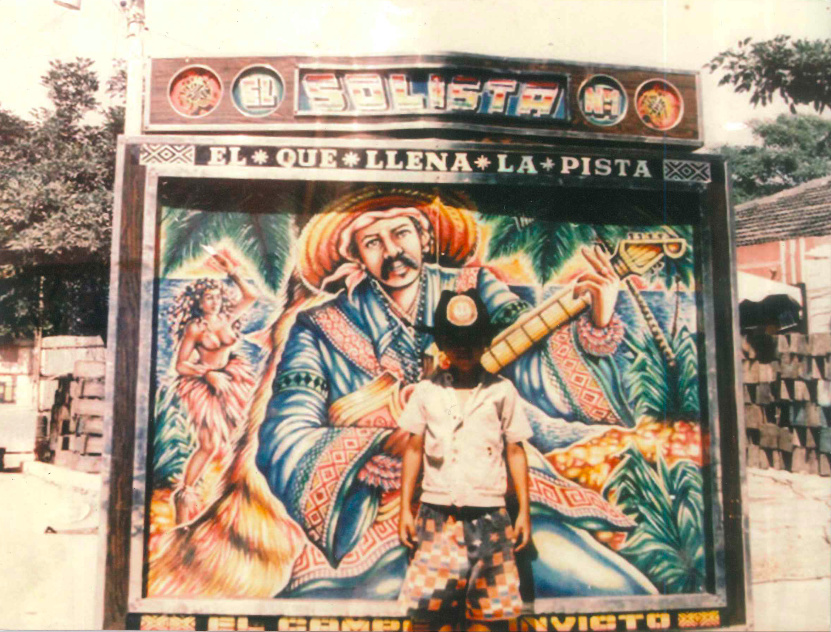 EL SOLISTA Nº1
EL * QUE * LLENA * LA * PISTA
EL INVICTO